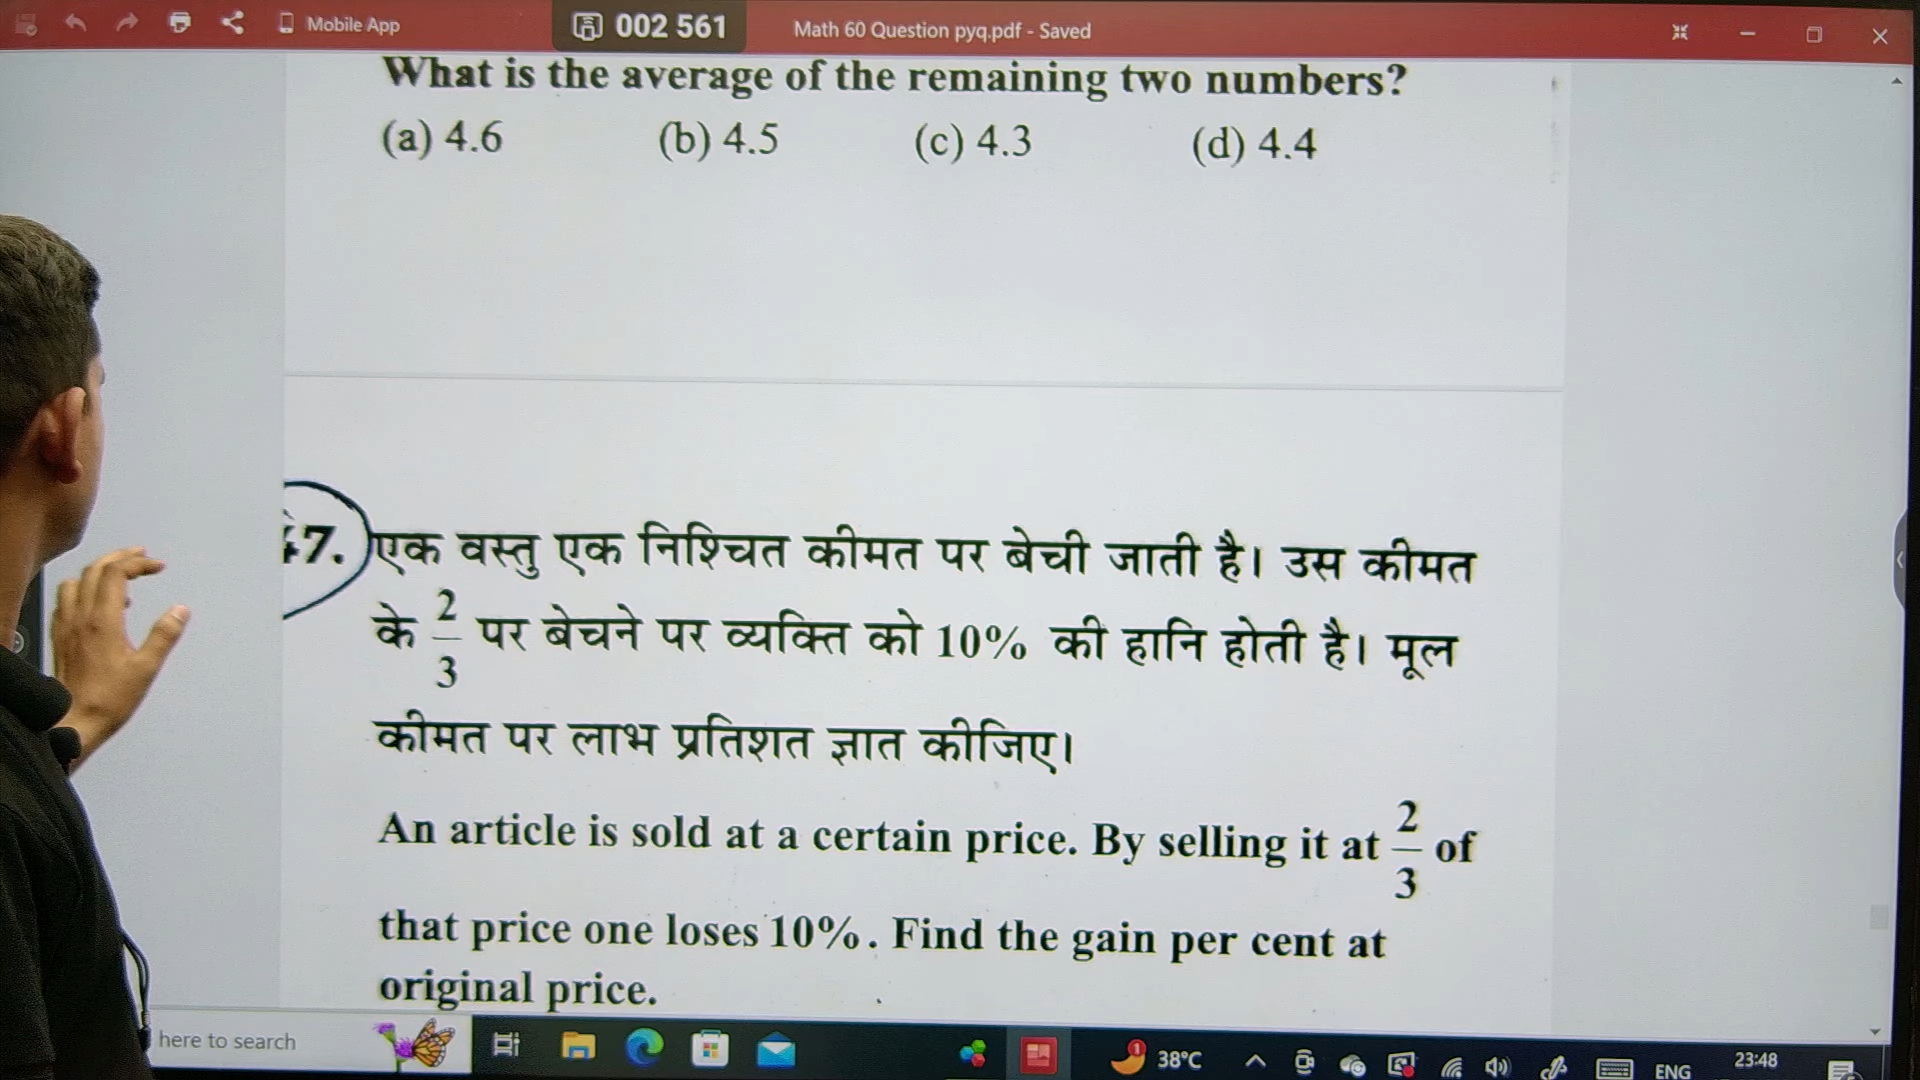 Mobile App
002 561
Math 60 Question pyq.pdf - Saved
What is the average of the remaining two numbers?
(a) 4.6 (b) 4.5 (c) 4.3 (d) 4.4
47. एक वस्तु एक निश्चित कीमत पर बेची जाती है। उस कीमत
के 2/3 पर बेचने पर व्यक्ति को 10% की हानि होती है। मूल
कीमत पर लाभ प्रतिशत ज्ञात कीजिए।
An article is sold at a certain price. By selling it at 2/3 of
that price one loses 10%. Find the gain per cent at
original price.
here to search
1
38°C
ENG
23:48